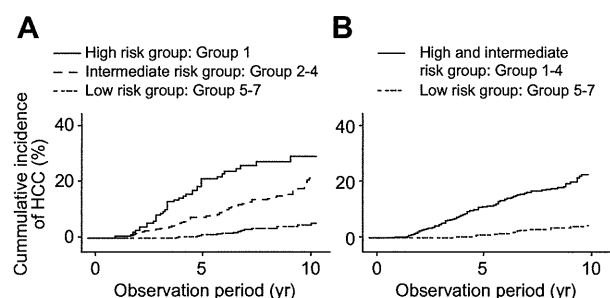 A
High risk group: Group 1
Intermediate risk group: Group 2-4
Low risk group: Group 5-7
Cummulative incidence
of HCC (%)
40
20
0
0 5 10
Observation period (yr)
B
High and intermediate
risk group: Group 1-4
Low risk group: Group 5-7
40
20
0
0 5 10
Observation period (yr)